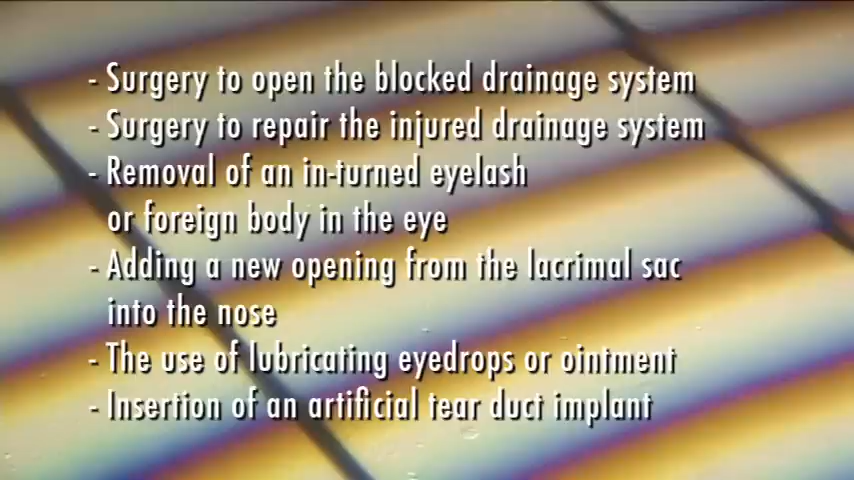 - Surgery to open the blocked drainage system
- Surgery to repair the injured drainage system
- Removal of an in-turned eyelash
or foreign body in the eye
- Adding a new opening from the lacrimal sac
into the nose
- The use of lubricating eyedrops or ointment
- Insertion of an artificial tear duct implant